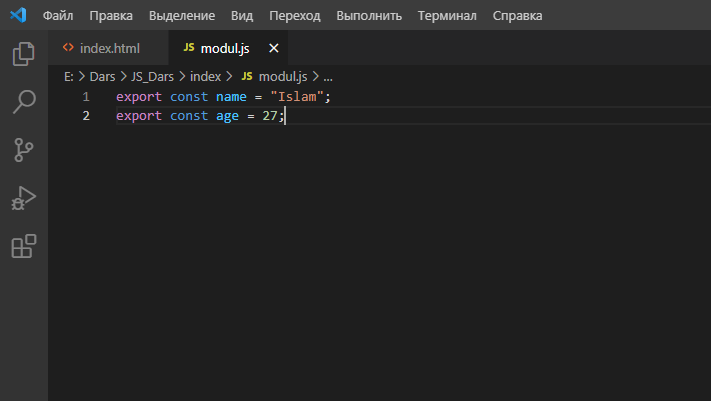 Файл Правка Выделение Вид Переход Выполнить Терминал Справка
index.html JS modul.js
E: > Dars > JS_Dars > index > JS modul.js > ...
1 export const name = "Islam";
2 export const age = 27;